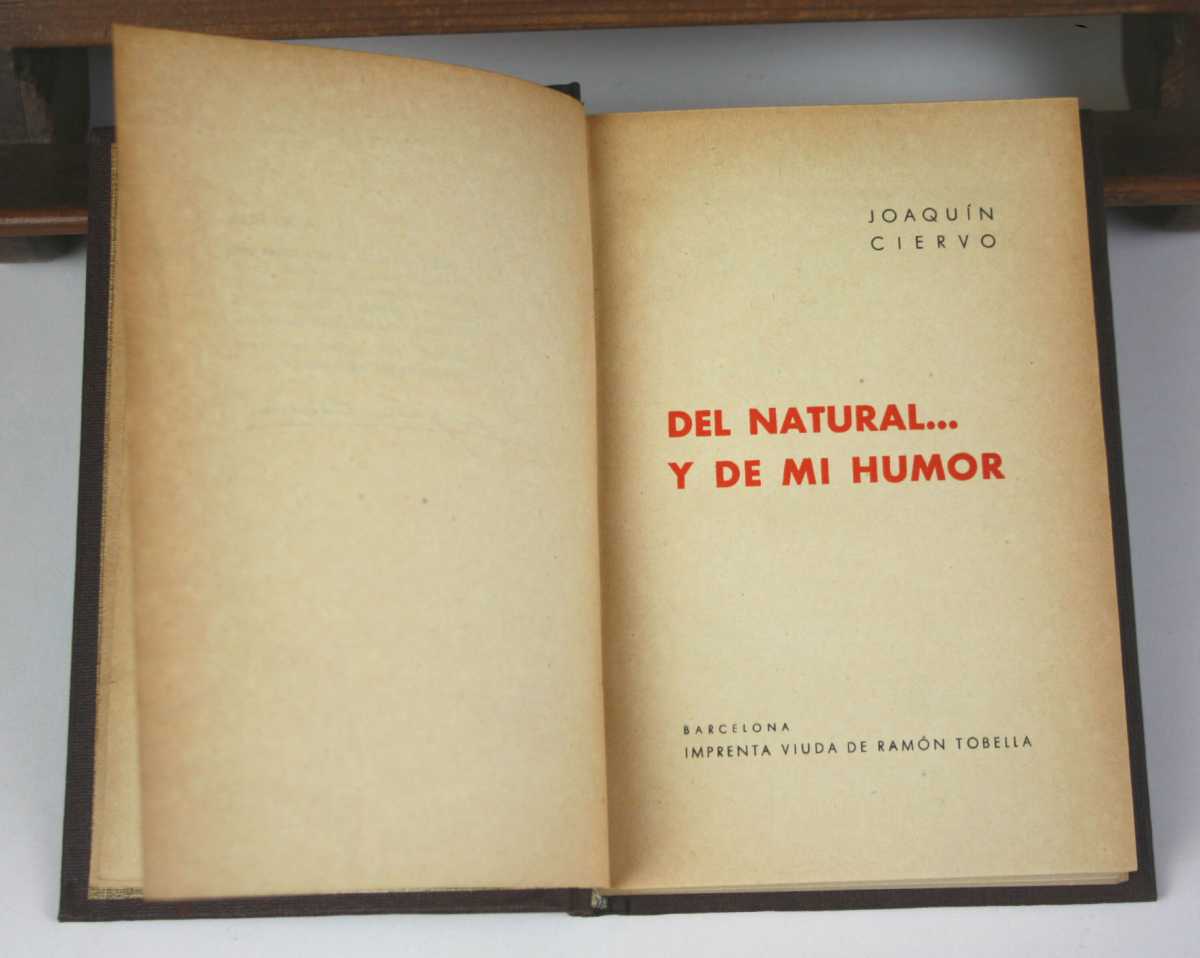 JOAQUÍN
CIERVO
DEL NATURAL...
Y DE MI HUMOR
BARCELONA
IMPRENTA VIUDA DE RAMÓN TOBELLA